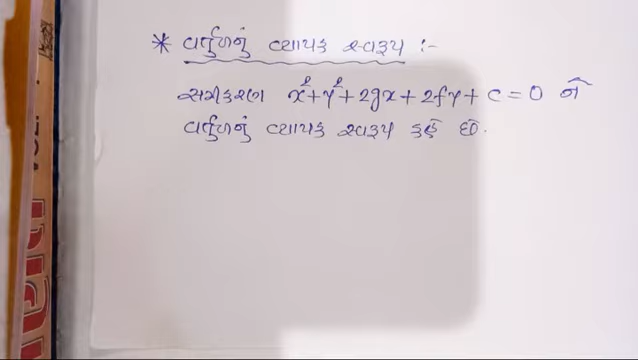 * વર્તુળનું વ્યાપક સ્વરૂપ :-
સમીકરણ x²+y²+2gx+2fy+c=0 ને
વર્તુળનું વ્યાપક સ્વરૂપ કહે છે.